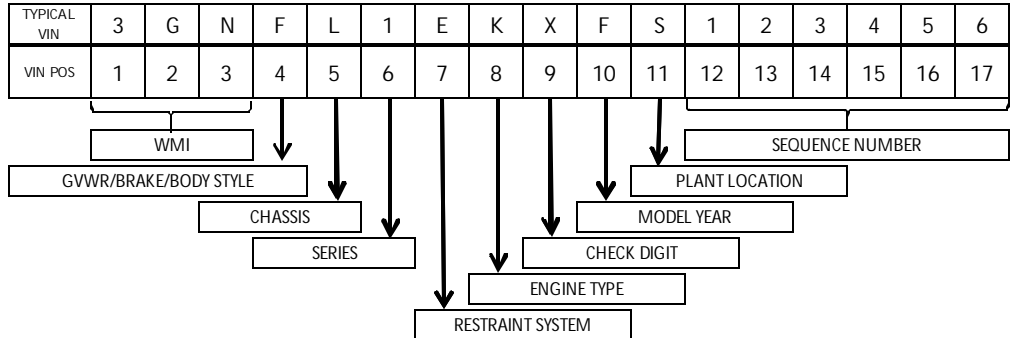 TYPICAL VIN 3 G N F L 1 E K X F S 1 2 3 4 5 6
VIN POS 1 2 3 4 5 6 7 8 9 10 11 12 13 14 15 16 17
WMI SEQUENCE NUMBER
GVWR/BRAKE/BODY STYLE PLANT LOCATION
CHASSIS MODEL YEAR
SERIES CHECK DIGIT
ENGINE TYPE
RESTRAINT SYSTEM